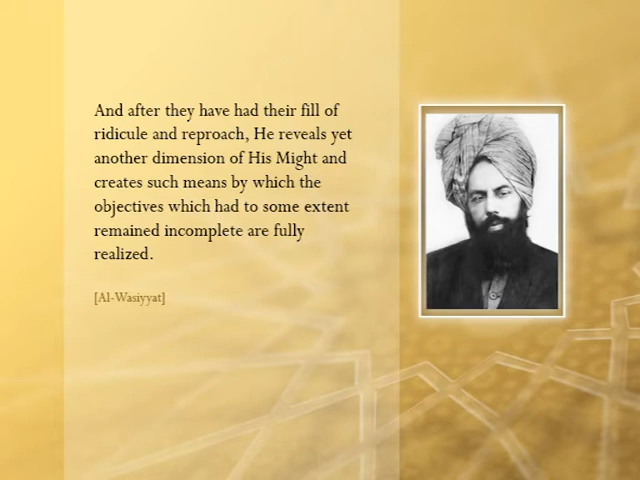 And after they have had their fill of
ridicule and reproach, He reveals yet
another dimension of His Might and
creates such means by which the
objectives which had to some extent
remained incomplete are fully
realized.
[Al-Wasiyyat]